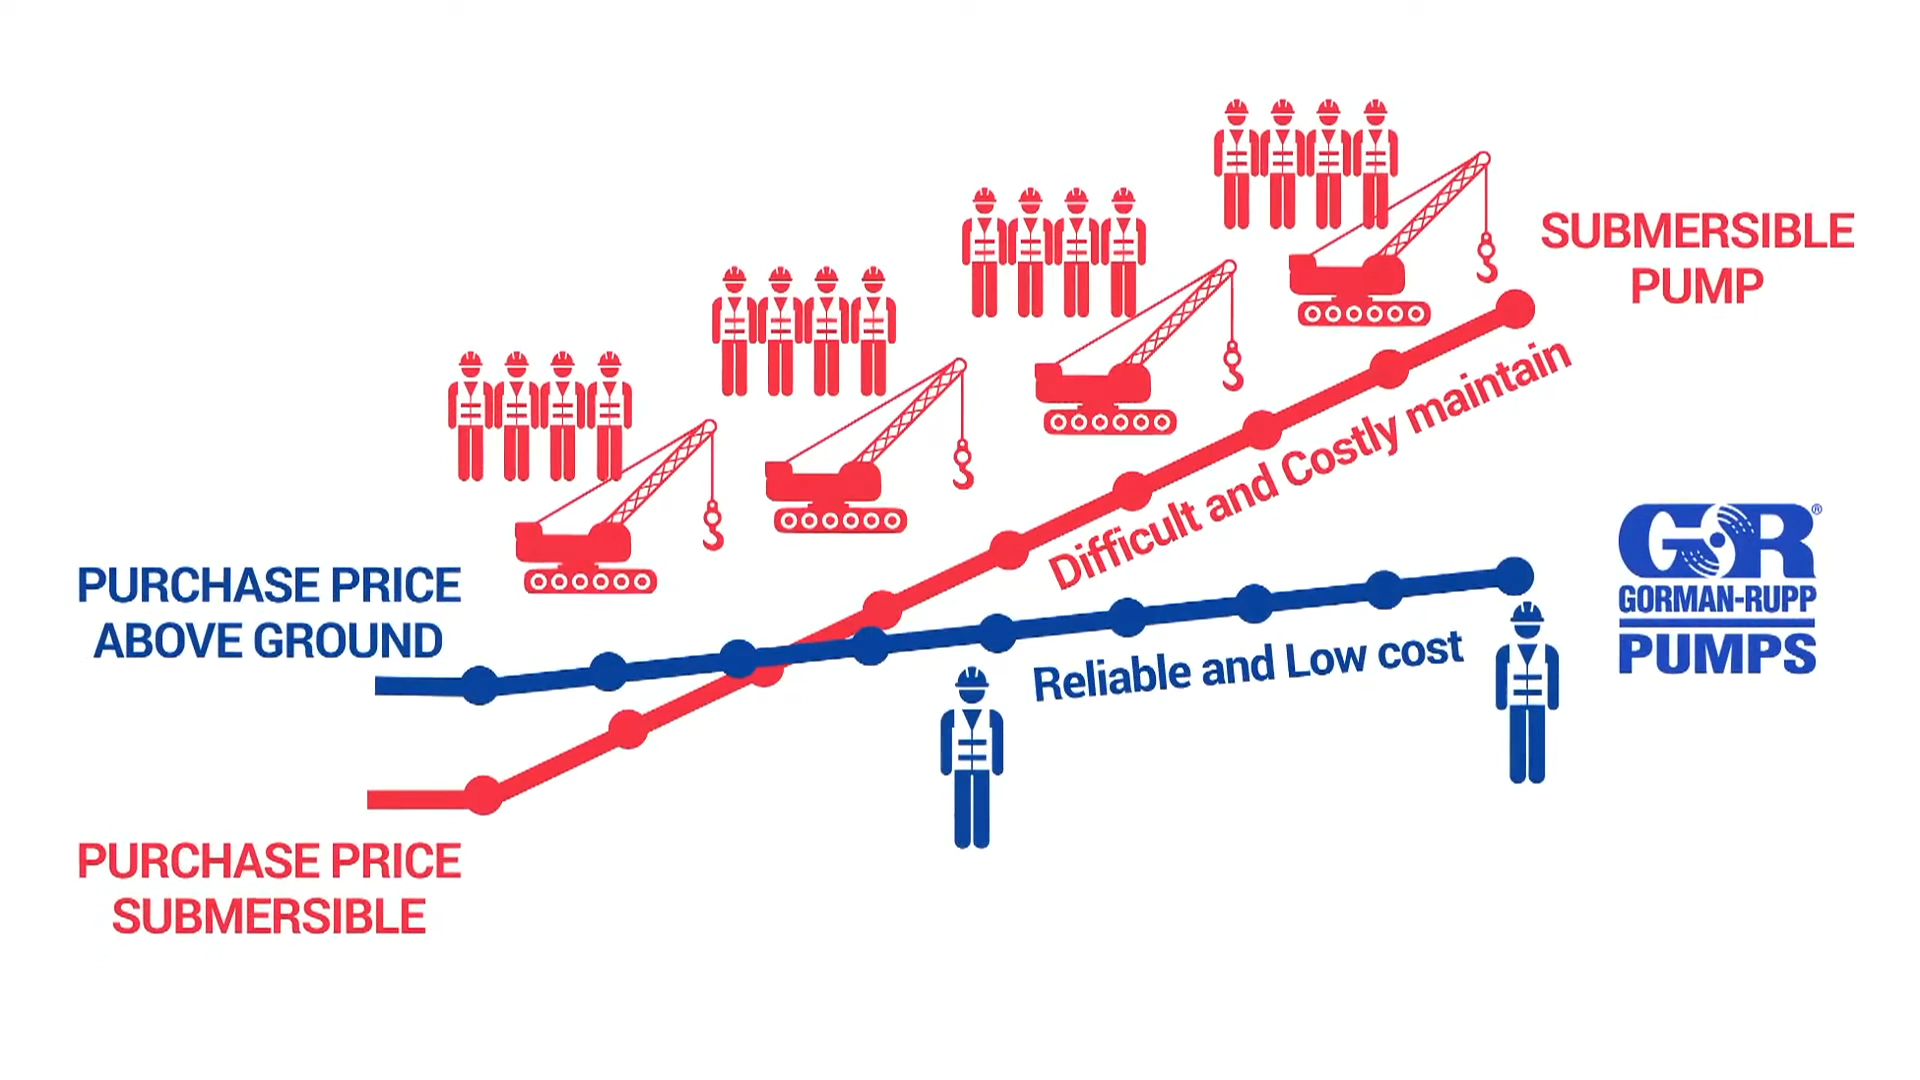 SUBMERSIBLE
PUMP
Difficult and Costly maintain
PURCHASE PRICE
ABOVE GROUND
Reliable and Low cost
GR®
GORMAN-RUPP
PUMPS
PURCHASE PRICE
SUBMERSIBLE